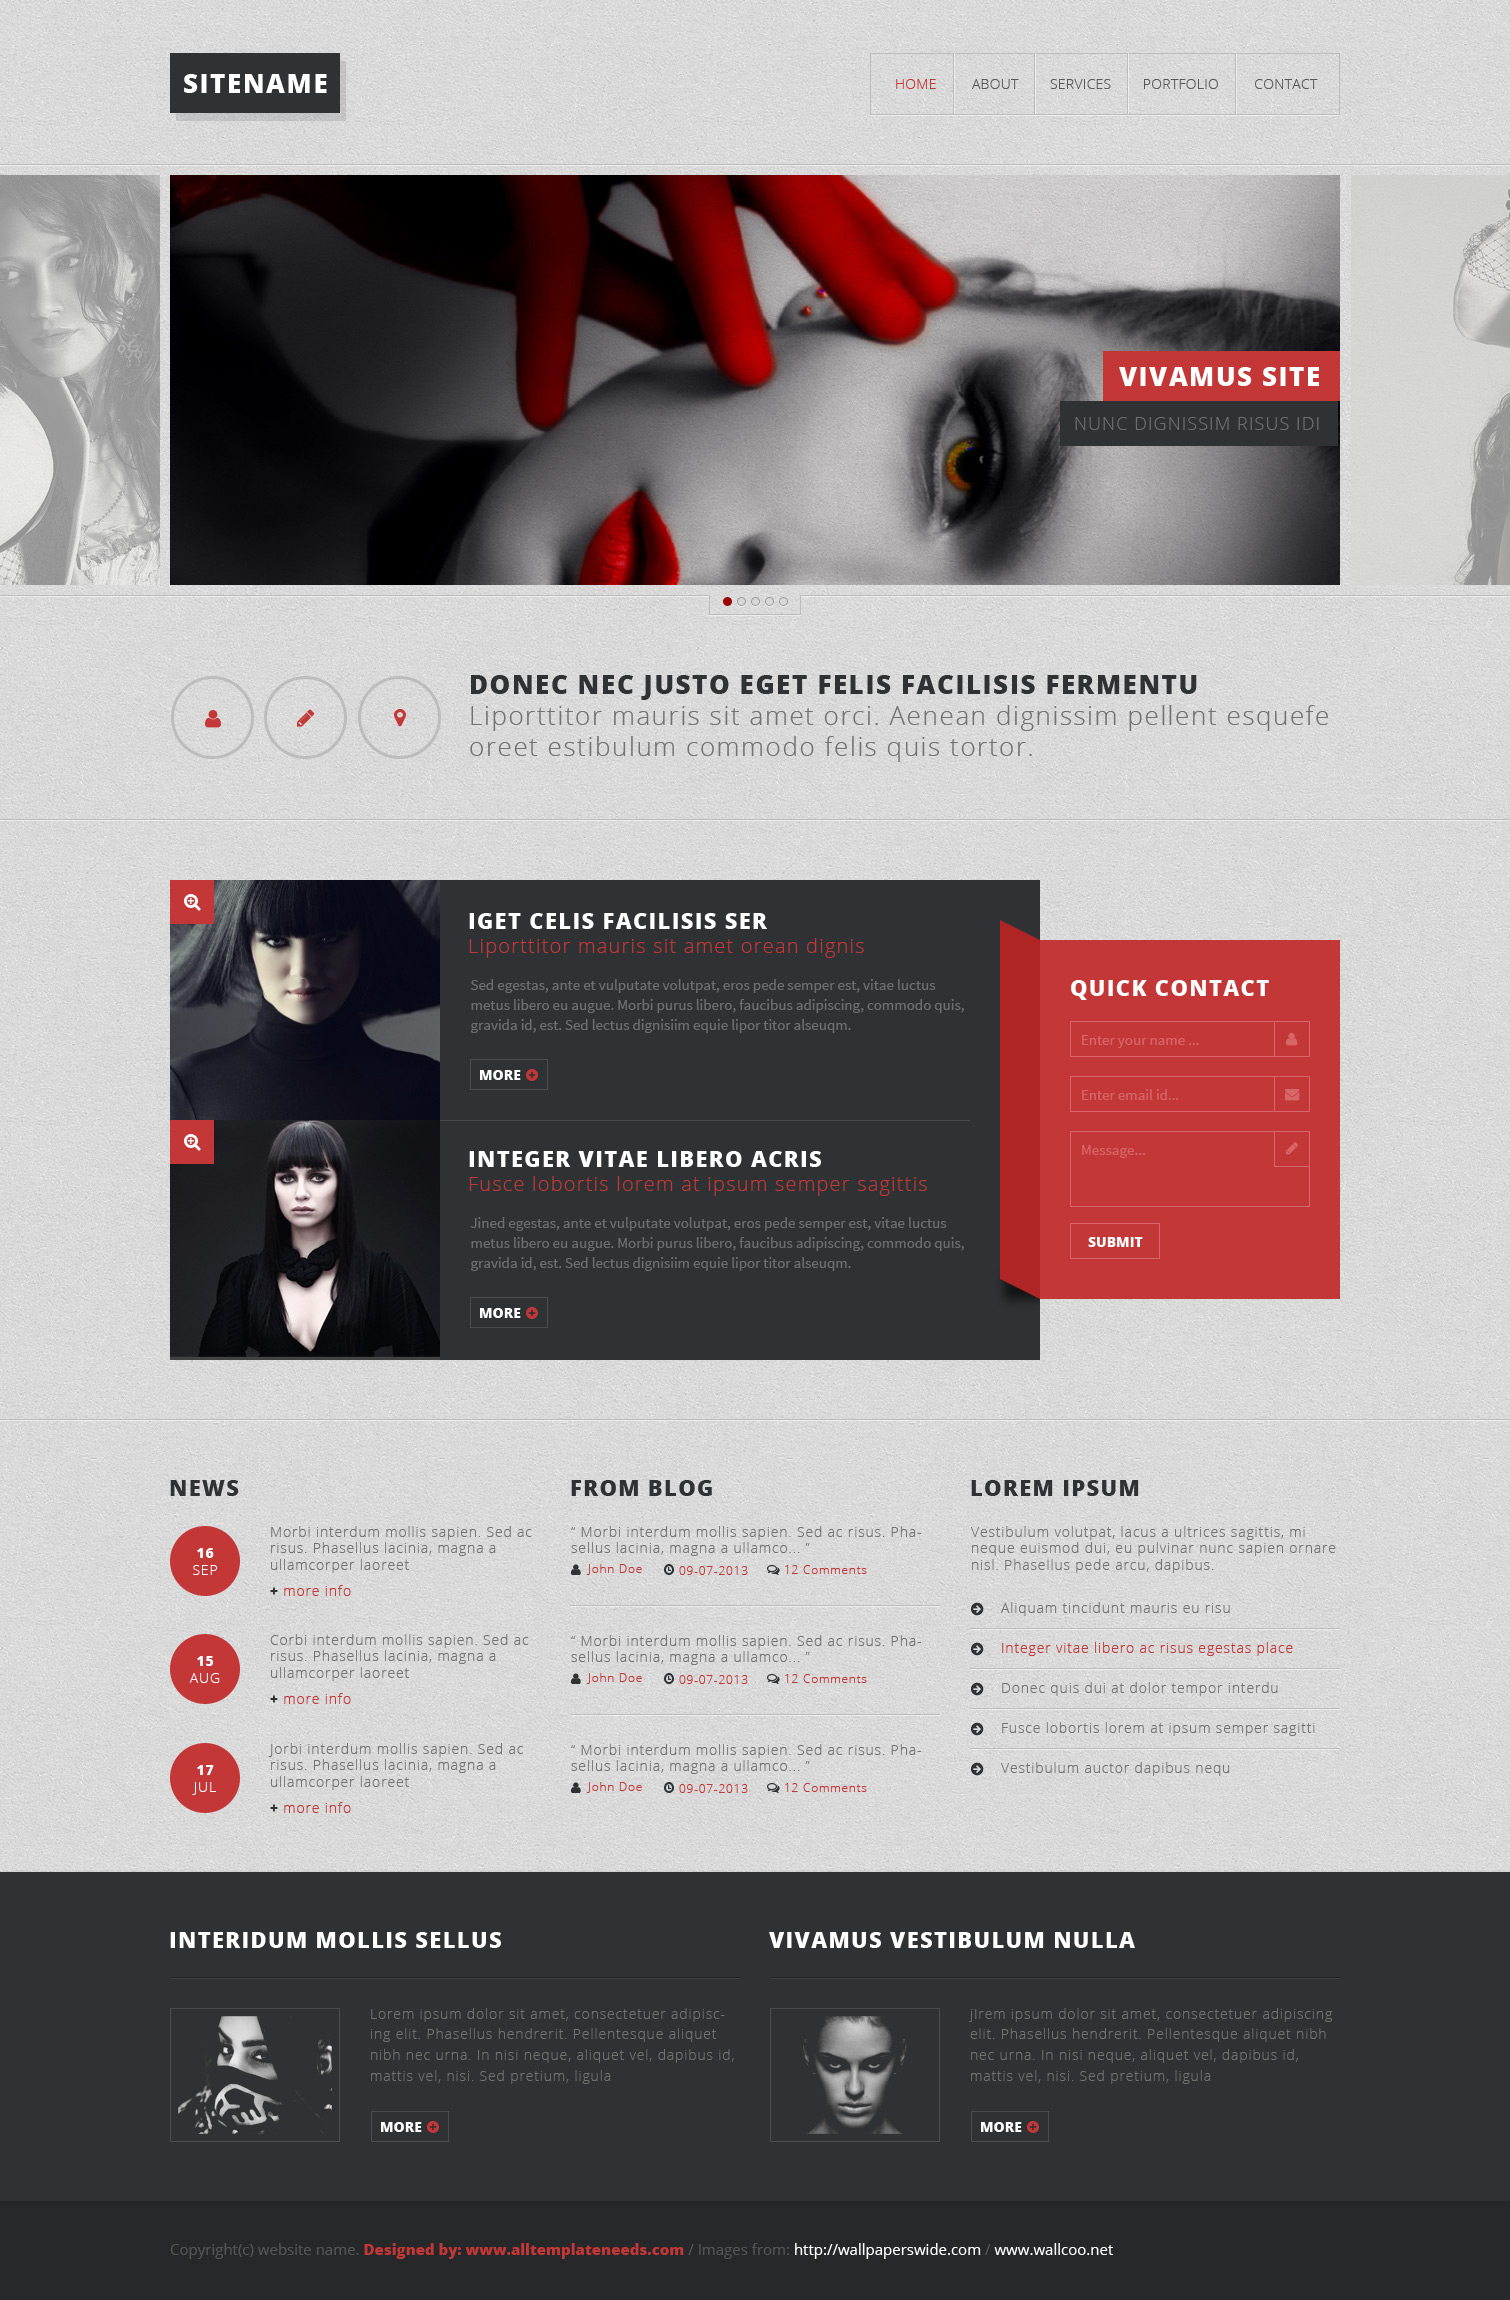 SITENAME
HOME ABOUT SERVICES PORTFOLIO CONTACT
VIVAMUS SITE
NUNC DIGNISSIM RISUS IDI
DONEC NEC JUSTO EGET FELIS FACILISIS FERMENTU
Liporttitor mauris sit amet orci. Aenean dignissim pellent esquefe
oreet estibulum commodo felis quis tortor.
IGET CELIS FACILISIS SER
Liporttitor mauris sit amet orean dignis
Sed egestas, ante et vulputate volutpat, eros pede semper est, vitae luctus
metus libero eu augue. Morbi purus libero, faucibus adipiscing, commodo quis,
gravida id, est. Sed lectus dignisiim equie lipor titor alseuqm.
MORE
INTEGER VITAE LIBERO ACRIS
Fusce lobortis lorem at ipsum semper sagittis
Jined egestas, ante et vulputate volutpat, eros pede semper est, vitae luctus
metus libero eu augue. Morbi purus libero, faucibus adipiscing, commodo quis,
gravida id, est. Sed lectus dignisiim equie lipor titor alseuqm.
MORE
QUICK CONTACT
Enter your name ...
Enter email id...
Message...
SUBMIT
NEWS
16
SEP
Morbi interdum mollis sapien. Sed ac
risus. Phasellus lacinia, magna a
ullamcorper laoreet
+ more info
15
AUG
Corbi interdum mollis sapien. Sed ac
risus. Phasellus lacinia, magna a
ullamcorper laoreet
+ more info
17
JUL
Jorbi interdum mollis sapien. Sed ac
risus. Phasellus lacinia, magna a
ullamcorper laoreet
+ more info
FROM BLOG
“ Morbi interdum mollis sapien. Sed ac risus. Pha-
sellus lacinia, magna a ullamco... ”
John Doe 09-07-2013 12 Comments
“ Morbi interdum mollis sapien. Sed ac risus. Pha-
sellus lacinia, magna a ullamco... ”
John Doe 09-07-2013 12 Comments
“ Morbi interdum mollis sapien. Sed ac risus. Pha-
sellus lacinia, magna a ullamco... ”
John Doe 09-07-2013 12 Comments
LOREM IPSUM
Vestibulum volutpat, lacus a ultrices sagittis, mi
neque euismod dui, eu pulvinar nunc sapien ornare
nisl. Phasellus pede arcu, dapibus.
Aliquam tincidunt mauris eu risu
Integer vitae libero ac risus egestas place
Donec quis dui at dolor tempor interdu
Fusce lobortis lorem at ipsum semper sagitti
Vestibulum auctor dapibus nequ
INTERIDUM MOLLIS SELLUS
Lorem ipsum dolor sit amet, consectetuer adipisc-
ing elit. Phasellus hendrerit. Pellentesque aliquet
nibh nec urna. In nisi neque, aliquet vel, dapibus id,
mattis vel, nisi. Sed pretium, ligula
MORE
VIVAMUS VESTIBULUM NULLA
jIrem ipsum dolor sit amet, consectetuer adipiscing
elit. Phasellus hendrerit. Pellentesque aliquet nibh
nec urna. In nisi neque, aliquet vel, dapibus id,
mattis vel, nisi. Sed pretium, ligula
MORE
Copyright(c) website name. Designed by: www.alltemplateneeds.com / Images from: http://wallpaperswide.com / www.wallcoo.net